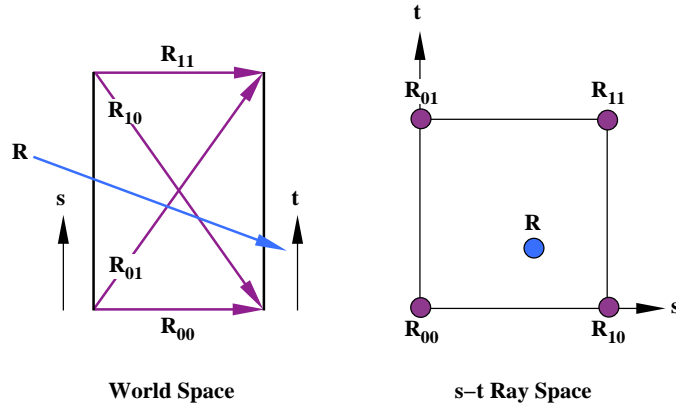 R₁₁
R₁₀
R
s
t
R₀₁
R₀₀
World Space
t
R₀₁
R₁₁
R
s
R₀₀
R₁₀
s–t Ray Space